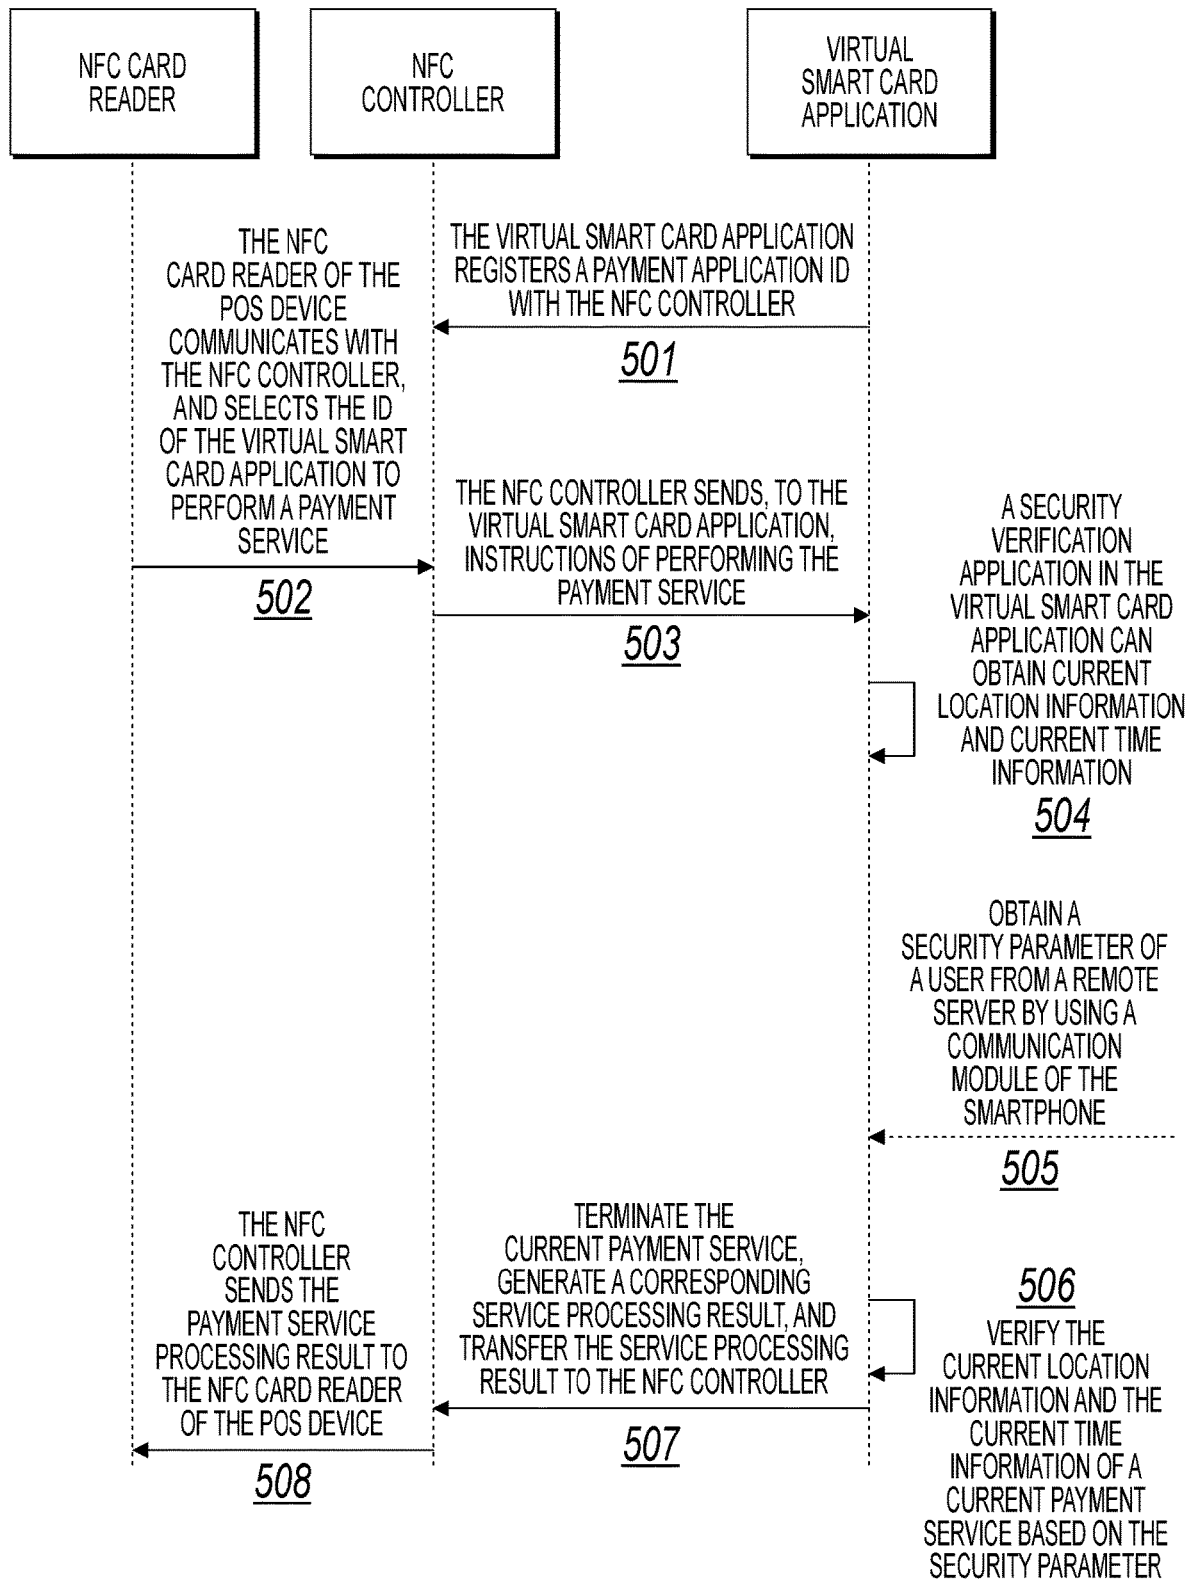 NFC CARD
READER
NFC
CONTROLLER
VIRTUAL
SMART CARD
APPLICATION
THE VIRTUAL SMART CARD APPLICATION
REGISTERS A PAYMENT APPLICATION ID
WITH THE NFC CONTROLLER
501
THE NFC
CARD READER OF THE
POS DEVICE
COMMUNICATES WITH
THE NFC CONTROLLER,
AND SELECTS THE ID
OF THE VIRTUAL SMART
CARD APPLICATION TO
PERFORM A PAYMENT
SERVICE
502
THE NFC CONTROLLER SENDS, TO THE
VIRTUAL SMART CARD APPLICATION,
INSTRUCTIONS OF PERFORMING THE
PAYMENT SERVICE
503
A SECURITY
VERIFICATION
APPLICATION IN THE
VIRTUAL SMART CARD
APPLICATION CAN
OBTAIN CURRENT
LOCATION INFORMATION
AND CURRENT TIME
INFORMATION
504
OBTAIN A
SECURITY PARAMETER OF
A USER FROM A REMOTE
SERVER BY USING A
COMMUNICATION
MODULE OF THE
SMARTPHONE
505
506
VERIFY THE
CURRENT LOCATION
INFORMATION AND THE
CURRENT TIME
INFORMATION OF A
CURRENT PAYMENT
SERVICE BASED ON THE
SECURITY PARAMETER
TERMINATE THE
CURRENT PAYMENT SERVICE,
GENERATE A CORRESPONDING
SERVICE PROCESSING RESULT, AND
TRANSFER THE SERVICE PROCESSING
RESULT TO THE NFC CONTROLLER
507
THE NFC
CONTROLLER
SENDS THE
PAYMENT SERVICE
PROCESSING RESULT TO
THE NFC CARD READER
OF THE POS DEVICE
508